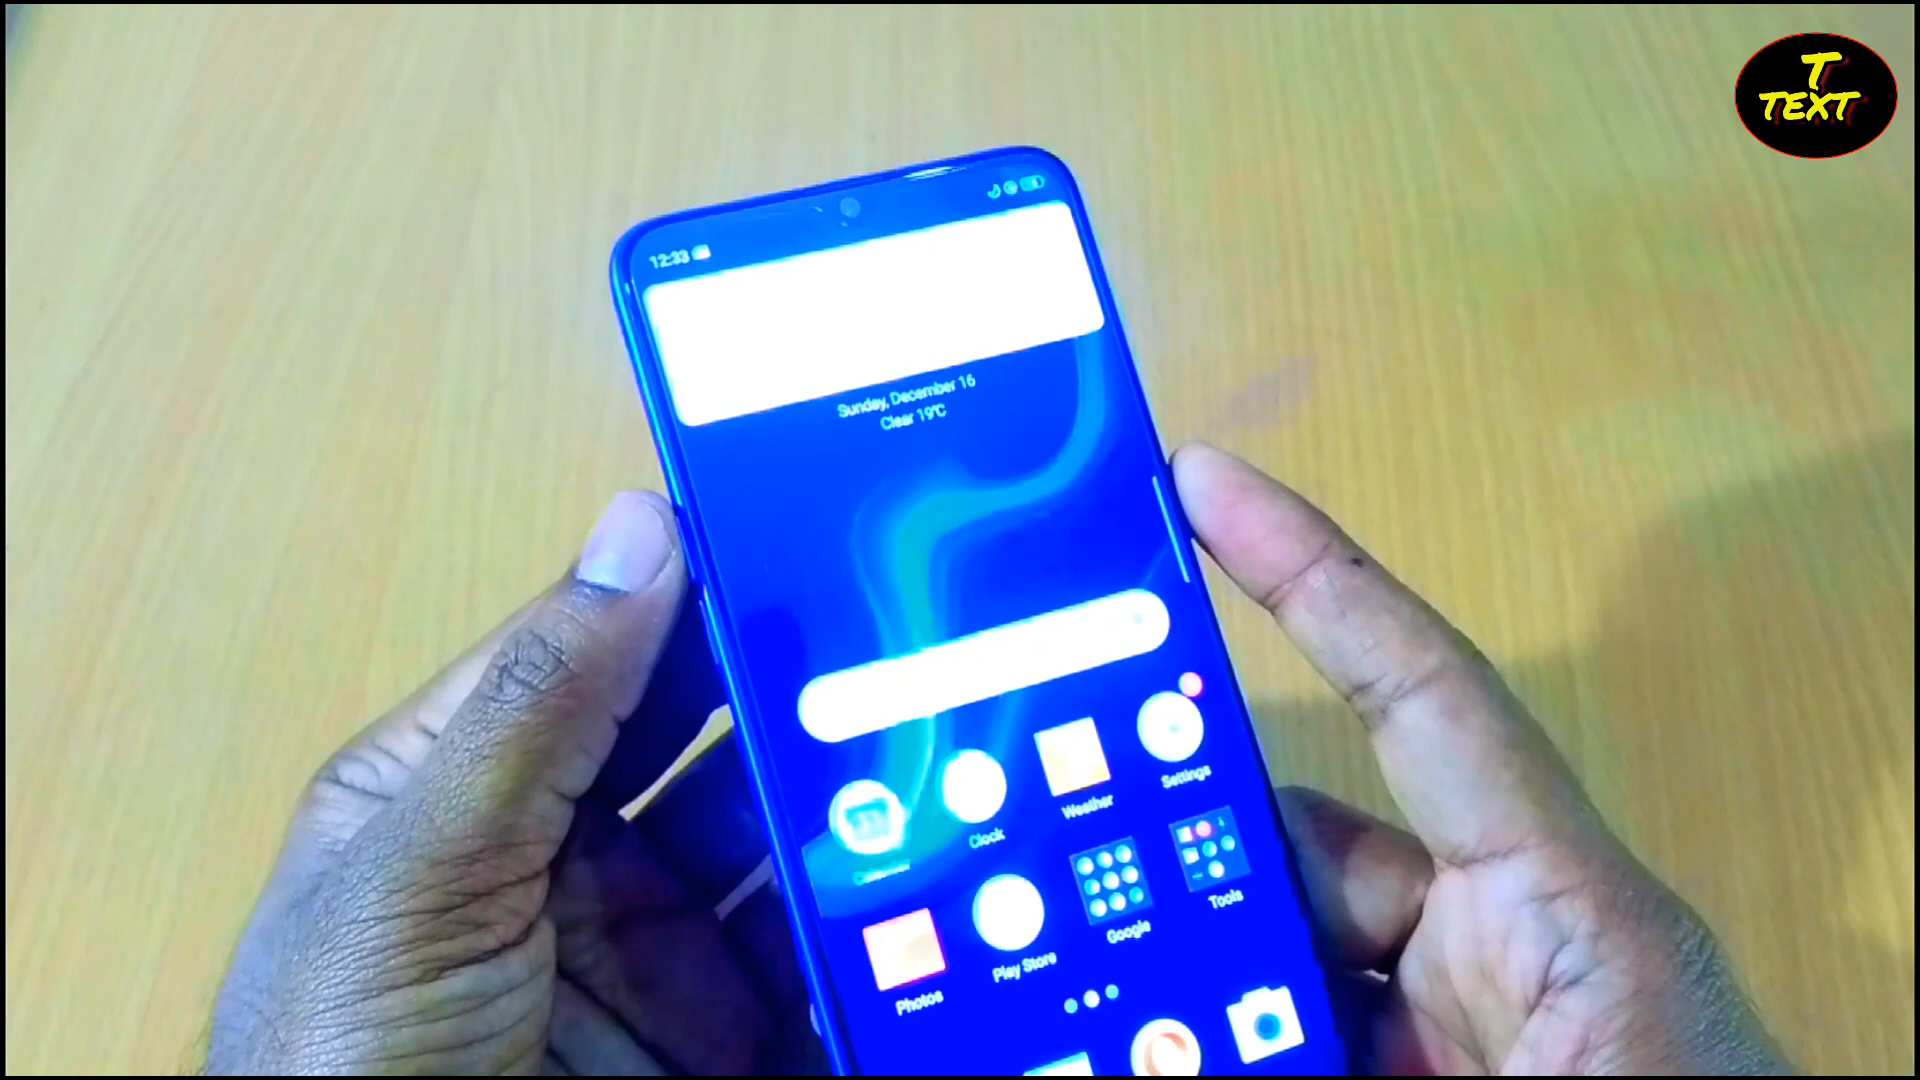 T
TEXT
12:33
Sunday, December 16
Clear 19°C
Clock
Weather
Settings
Photos
Play Store
Google
Tools